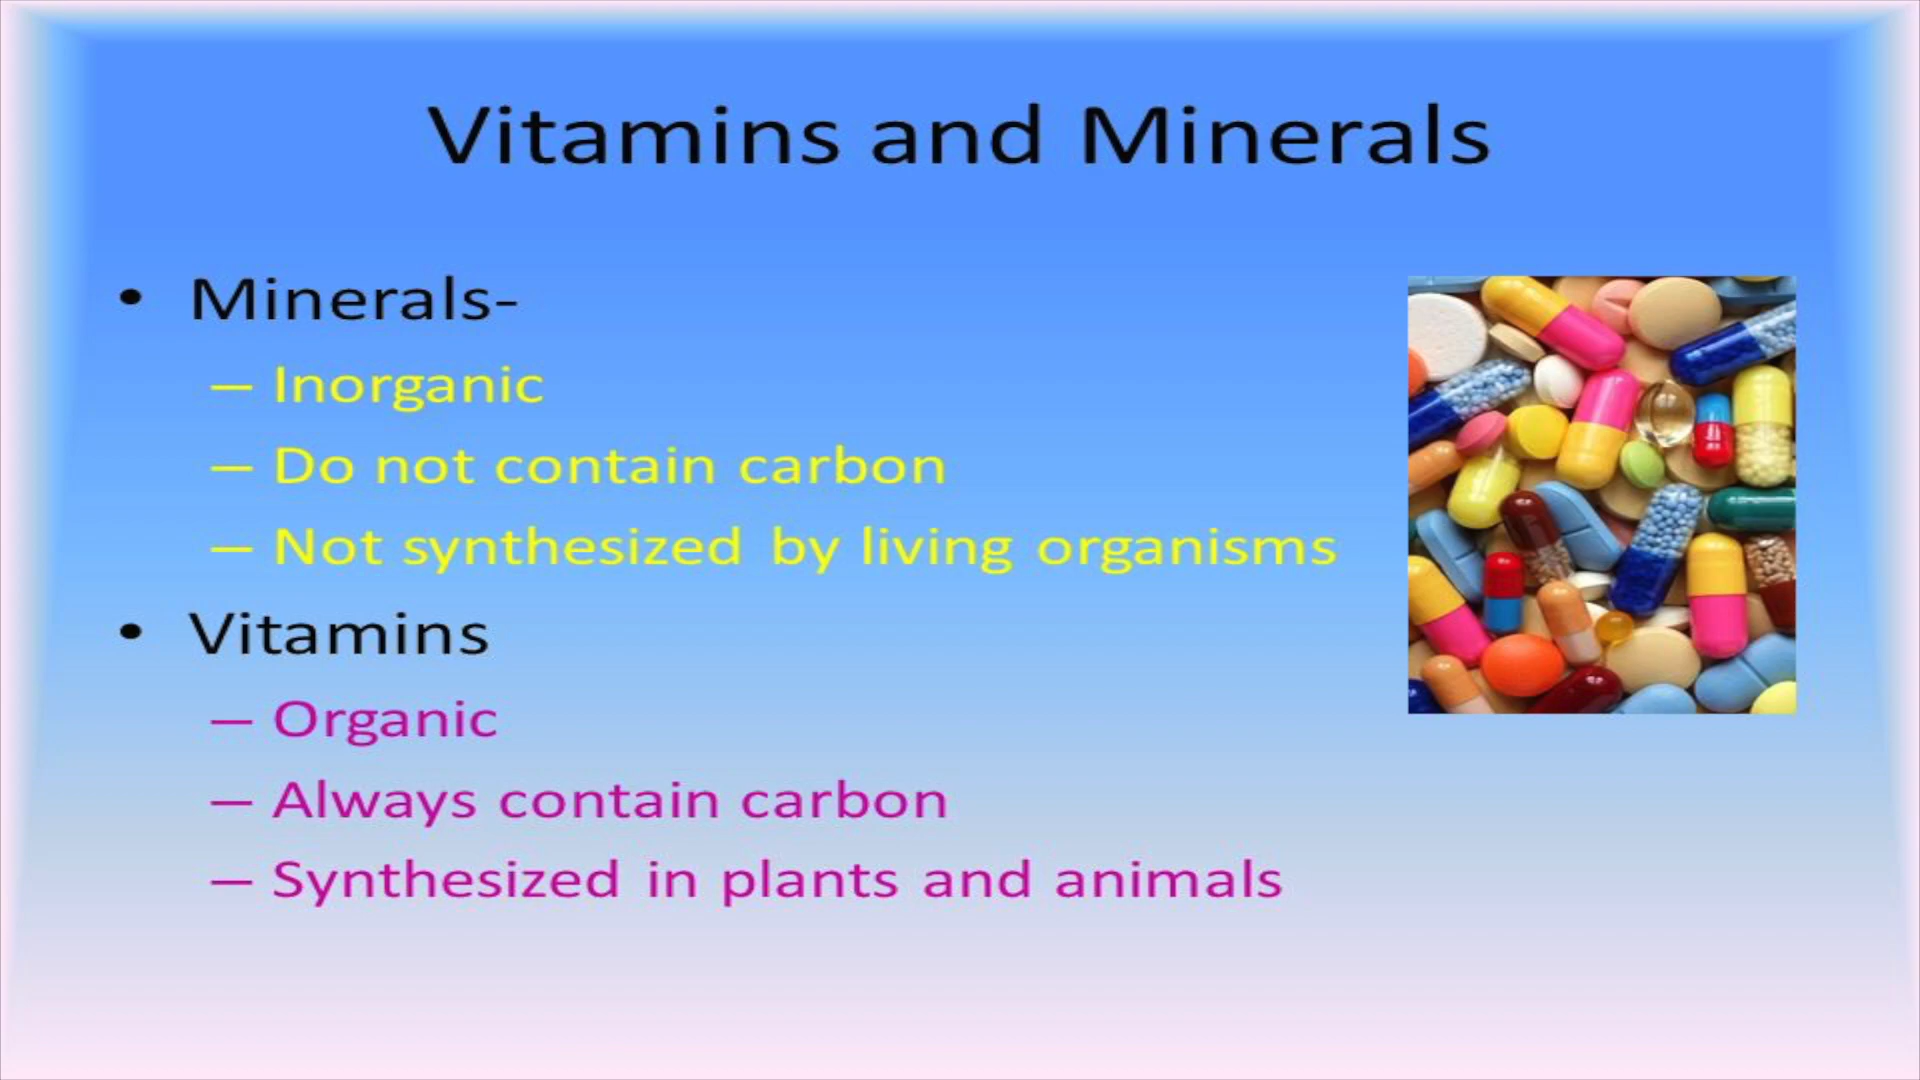 Vitamins and Minerals
• Minerals-
– Inorganic
– Do not contain carbon
– Not synthesized by living organisms
• Vitamins
– Organic
– Always contain carbon
– Synthesized in plants and animals